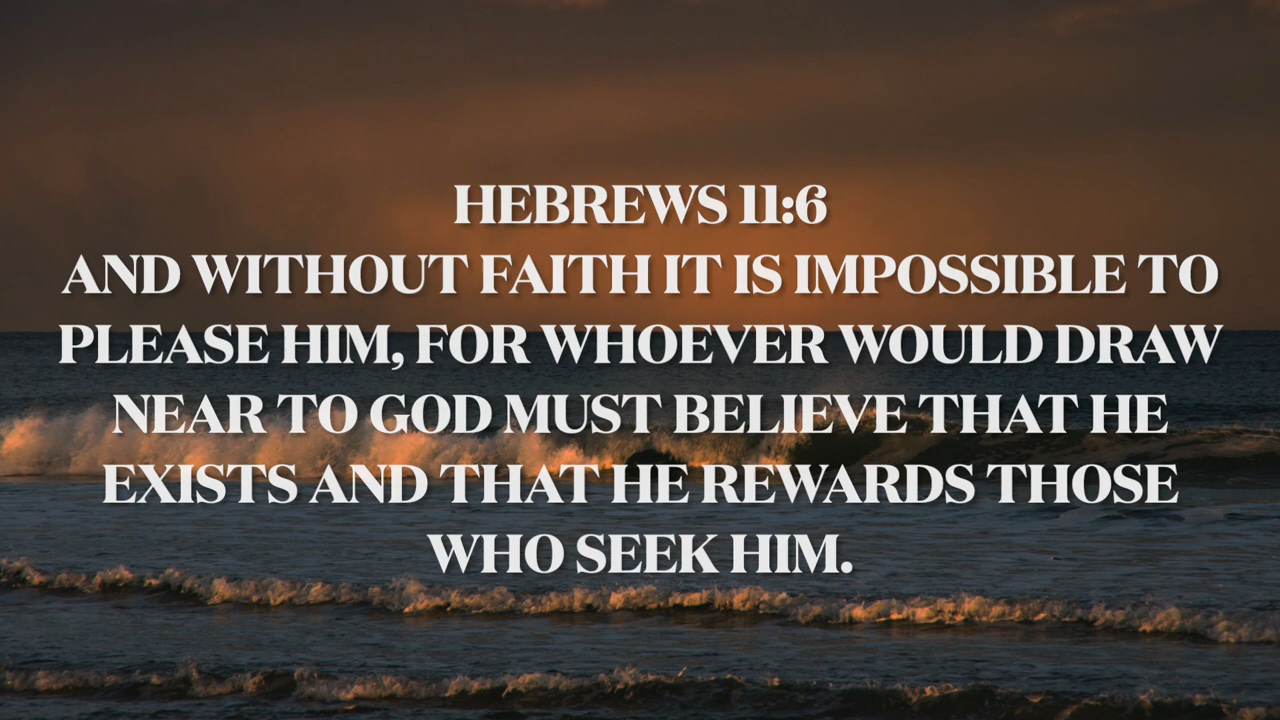 HEBREWS 11:6
AND WITHOUT FAITH IT IS IMPOSSIBLE TO
PLEASE HIM, FOR WHOEVER WOULD DRAW
NEAR TO GOD MUST BELIEVE THAT HE
EXISTS AND THAT HE REWARDS THOSE
WHO SEEK HIM.